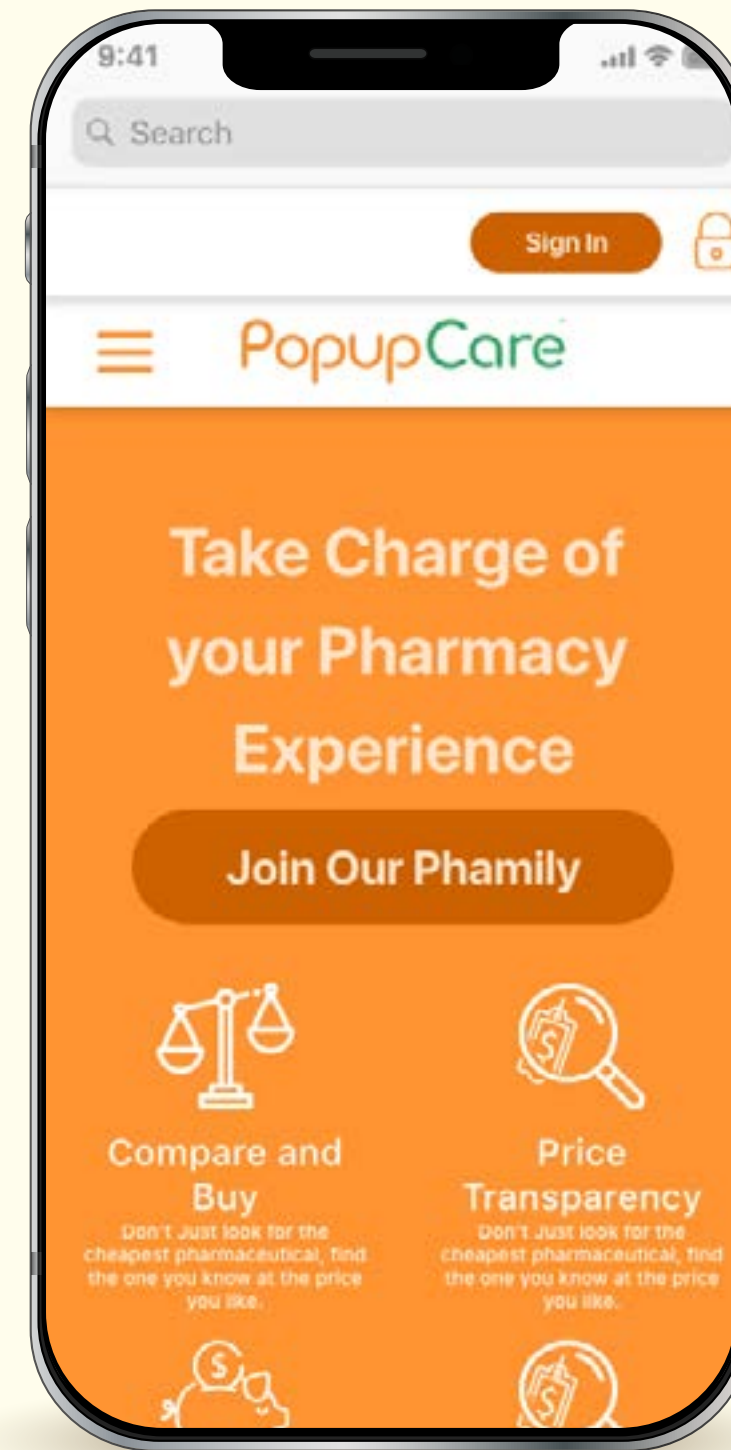 9:41
Search
Sign In
PopupCare
Take Charge of
your Pharmacy
Experience
Join Our Phamily
Compare and
Buy
Don't Just look for the
cheapest pharmaceutical, find
the one you know at the price
you like.
Price
Transparency
Don't Just look for the
cheapest pharmaceutical, find
the one you know at the price
you like.
$
$
$
$